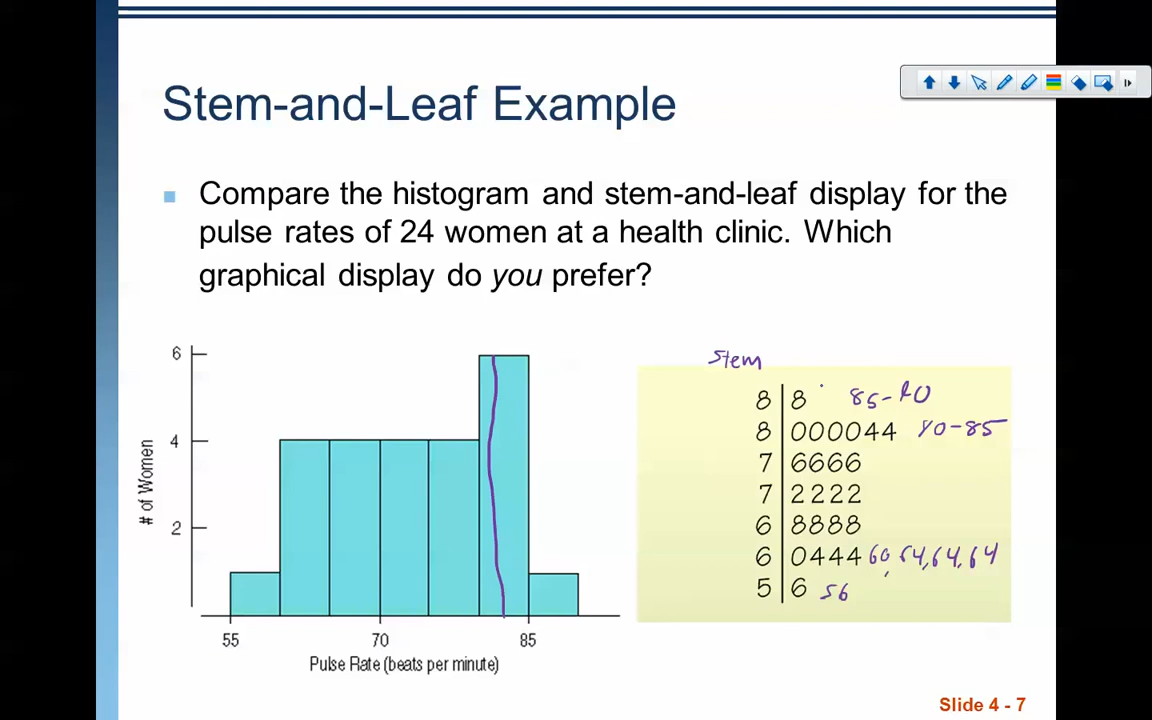 Stem-and-Leaf Example
Compare the histogram and stem-and-leaf display for the
pulse rates of 24 women at a health clinic. Which
graphical display do you prefer?
6
4
2
# of Women
55 70 85
Pulse Rate (beats per minute)
Stem
8 8 85-90
8 000044 80-85
7 6666
7 2222
6 8888
6 0444 60, 64, 64, 64
5 6 56
Slide 4 - 7